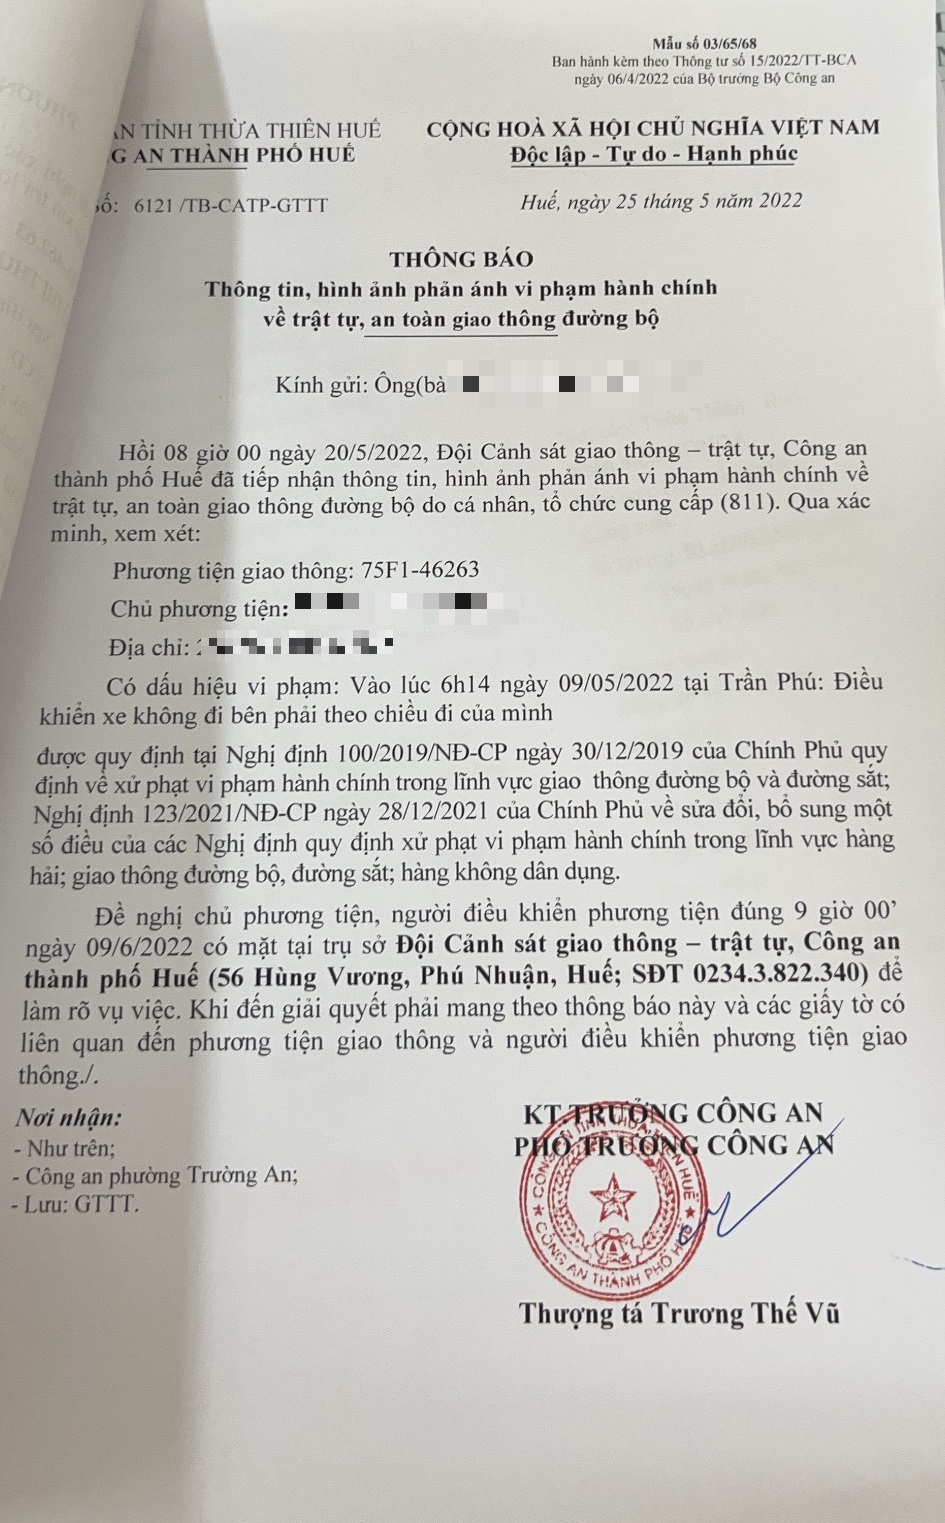 Mẫu số 03/65/68
Ban hành kèm theo Thông tư số 15/2022/TT-BCA
ngày 06/4/2022 của Bộ trưởng Bộ Công an
AN TỈNH THỪA THIÊN HUẾ
G AN THÀNH PHỐ HUẾ
CỘNG HOÀ XÃ HỘI CHỦ NGHĨA VIỆT NAM
Độc lập - Tự do - Hạnh phúc
Số: 6121 /TB-CATP-GTTT
Huế, ngày 25 tháng 5 năm 2022
THÔNG BÁO
Thông tin, hình ảnh phản ánh vi phạm hành chính
về trật tự, an toàn giao thông đường bộ
Kính gửi: Ông(bà
Hồi 08 giờ 00 ngày 20/5/2022, Đội Cảnh sát giao thông – trật tự, Công an
thành phố Huế đã tiếp nhận thông tin, hình ảnh phản ánh vi phạm hành chính về
trật tự, an toàn giao thông đường bộ do cá nhân, tổ chức cung cấp (811). Qua xác
minh, xem xét:
Phương tiện giao thông: 75F1-46263
Chủ phương tiện:
Địa chỉ:
Có dấu hiệu vi phạm: Vào lúc 6h14 ngày 09/05/2022 tại Trần Phú: Điều
khiển xe không đi bên phải theo chiều đi của mình
được quy định tại Nghị định 100/2019/NĐ-CP ngày 30/12/2019 của Chính Phủ quy
định về xử phạt vi phạm hành chính trong lĩnh vực giao thông đường bộ và đường sắt;
Nghị định 123/2021/NĐ-CP ngày 28/12/2021 của Chính Phủ về sửa đổi, bổ sung một
số điều của các Nghị định quy định xử phạt vi phạm hành chính trong lĩnh vực hàng
hải; giao thông đường bộ, đường sắt; hàng không dân dụng.
Đề nghị chủ phương tiện, người điều khiển phương tiện đúng 9 giờ 00’
ngày 09/6/2022 có mặt tại trụ sở Đội Cảnh sát giao thông – trật tự, Công an
thành phố Huế (56 Hùng Vương, Phú Nhuận, Huế; SĐT 0234.3.822.340) để
làm rõ vụ việc. Khi đến giải quyết phải mang theo thông báo này và các giấy tờ có
liên quan đến phương tiện giao thông và người điều khiển phương tiện giao
thông./.
Nơi nhận:
- Như trên;
- Công an phường Trường An;
- Lưu: GTTT.
KT.TRƯỞNG CÔNG AN
PHÓ TRƯỞNG CÔNG AN
CÔNG AN TỈNH THỪA THIÊN HUẾ
CÔNG AN THÀNH PHỐ HUẾ
Thượng tá Trương Thế Vũ